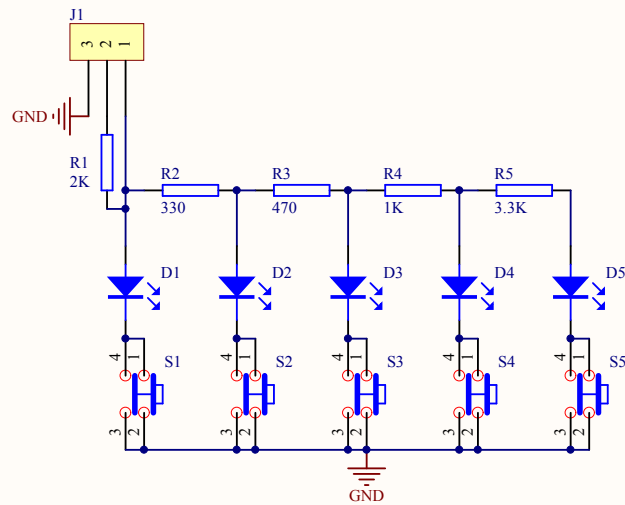 J1
3 2 1
GND
R1
2K
R2 R3 R4 R5
330 470 1K 3.3K
D1 D2 D3 D4 D5
4 1 S1 4 1 S2 4 1 S3 4 1 S4 4 1 S5
3 2 3 2 3 2 3 2 3 2
GND